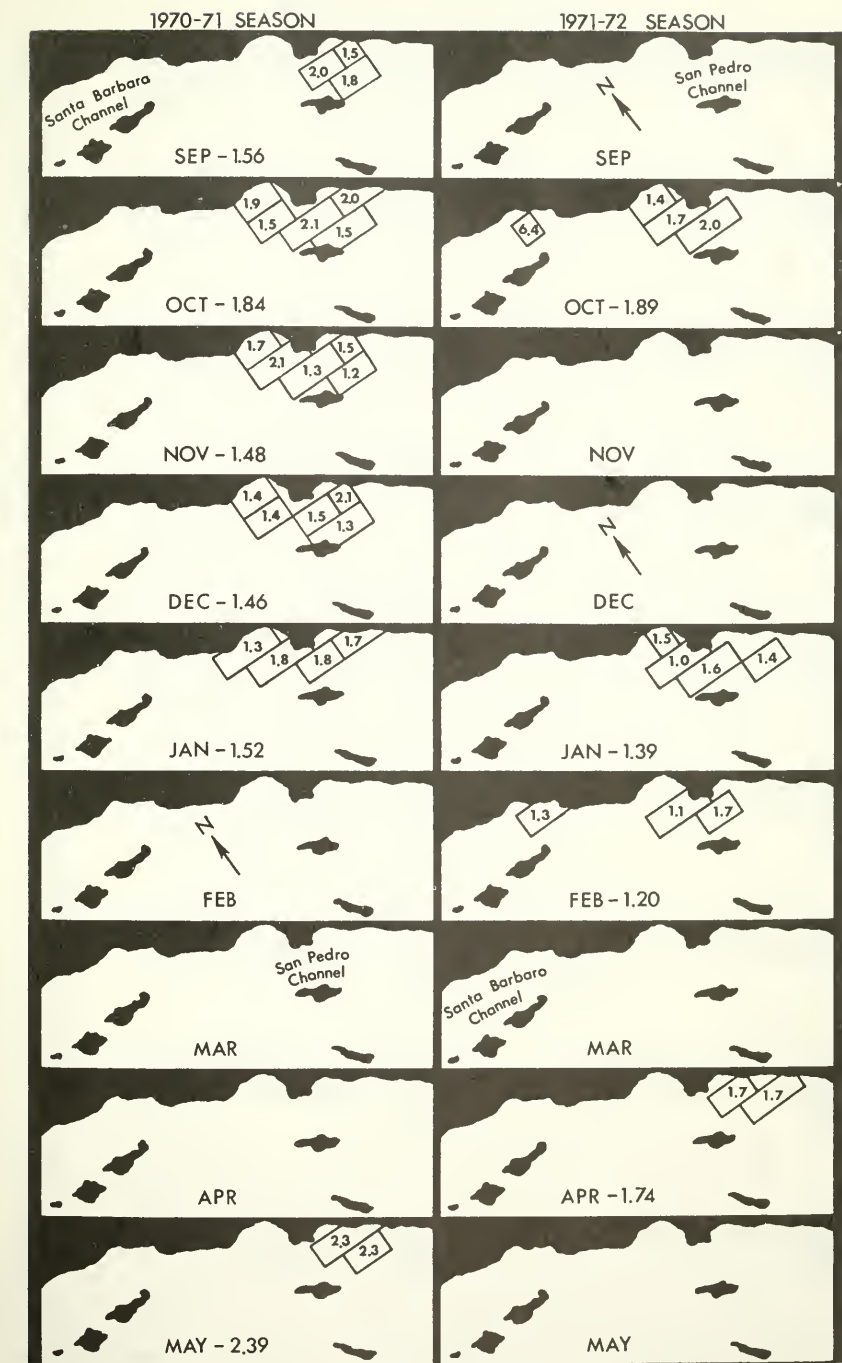 1970-71 SEASON
1971-72 SEASON
Santa Barbara
Channel
2.0
1.5
1.8
SEP - 1.56
San Pedro
Channel
N
SEP
1.9
1.5
2.1
2.0
1.5
OCT - 1.84
6.4
1.4
1.7
2.0
OCT - 1.89
1.7
2.1
1.3
1.5
1.2
NOV - 1.48
NOV
1.4
1.4
1.5
2.1
1.3
DEC - 1.46
N
DEC
1.3
1.8
1.8
1.7
JAN - 1.52
1.5
1.0
1.6
1.4
JAN - 1.39
N
FEB
1.3
1.1
1.7
FEB - 1.20
San Pedro
Channel
MAR
Santa Barbaro
Channel
MAR
APR
1.7
1.7
APR - 1.74
2.3
2.3
MAY - 2.39
MAY